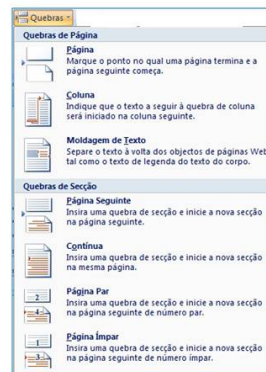 Quebras
Quebras de Página
Página
Marque o ponto no qual uma página termina e a
página seguinte começa.
Coluna
Indique que o texto a seguir à quebra de coluna
será iniciado na coluna seguinte.
Moldagem de Texto
Separe o texto à volta dos objectos de páginas Web
tal como o texto de legenda do texto do corpo.
Quebras de Secção
Página Seguinte
Insira uma quebra de secção e inicie a nova secção
na página seguinte.
Contínua
Insira uma quebra de secção e inicie a nova secção
na mesma página.
2
4
Página Par
Insira uma quebra de secção e inicie a nova secção
na página seguinte de número par.
1
3
Página Ímpar
Insira uma quebra de secção e inicie a nova secção
na página seguinte de número ímpar.